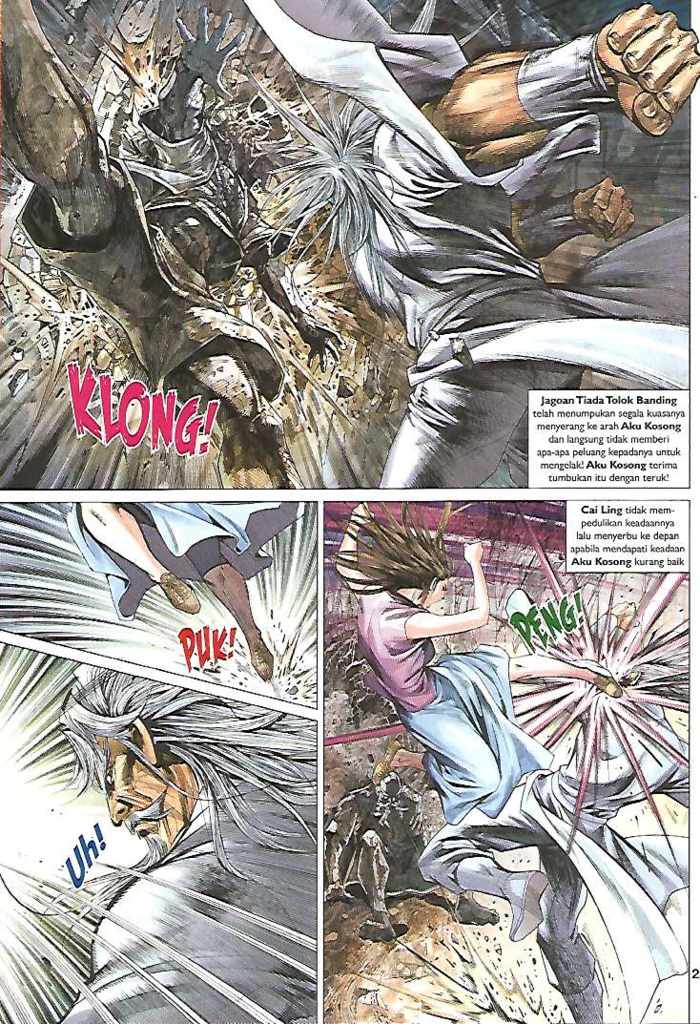 KLONG!
Jagoan Tiada Tolok Banding
telah menumpukan segala kuasanya
menyerang ke arah Aku Kosong
dan langsung tidak memberi
apa-apa peluang kepadanya untuk
mengelak! Aku Kosong terima
tumbukan itu dengan teruk!
PUK!
Uh!
Cai Ling tidak mem-
pedulikan keadaannya
lalu menyerbu ke depan
apabila mendapati keadaan
Aku Kosong kurang baik
DENG!
2